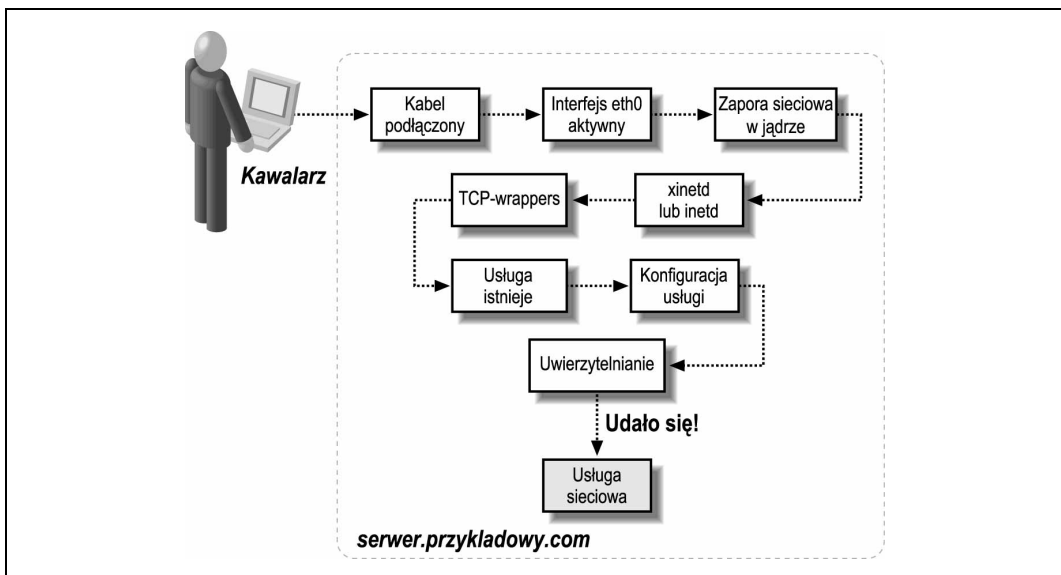 Kawalarz
Kabel
podłączony
Interfejs eth0
aktywny
Zapora sieciowa
w jądrze
xinetd
lub inetd
TCP-wrappers
Usługa
istnieje
Konfiguracja
usługi
Uwierzytelnianie
Udało się!
Usługa
sieciowa
serwer.przykladowy.com